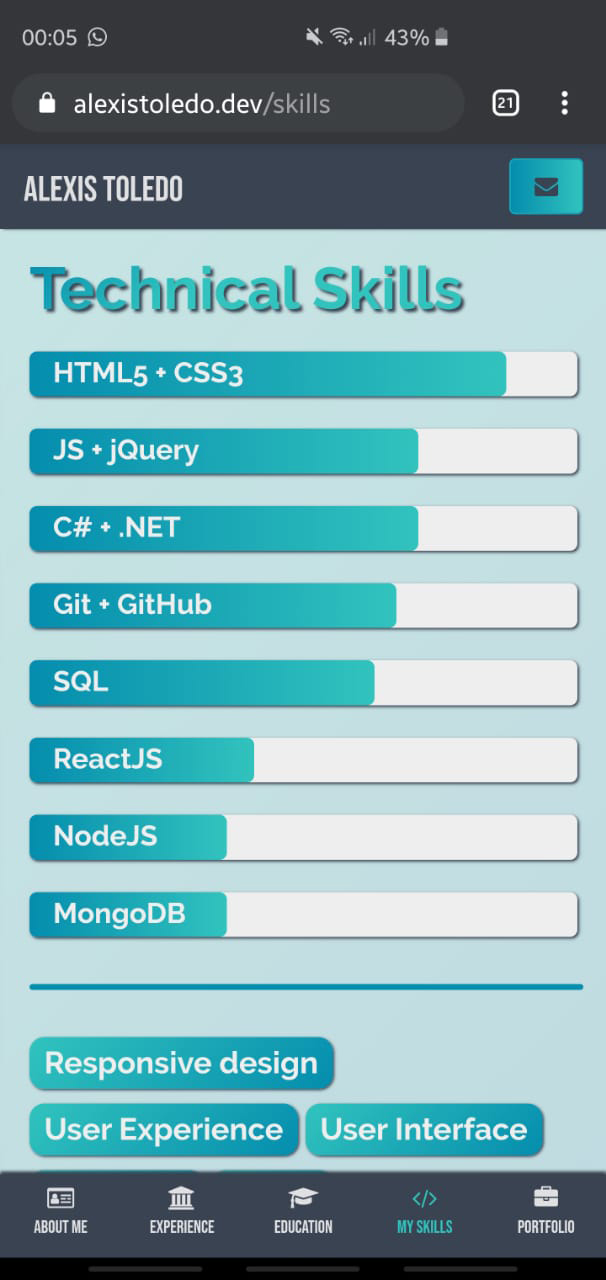 00:05 43%
alexistoledo.dev/skills 21
ALEXIS TOLEDO
Technical Skills
HTML5 + CSS3
JS + jQuery
C# + .NET
Git + GitHub
SQL
ReactJS
NodeJS
MongoDB
Responsive design
User Experience User Interface
ABOUT ME EXPERIENCE EDUCATION MY SKILLS PORTFOLIO